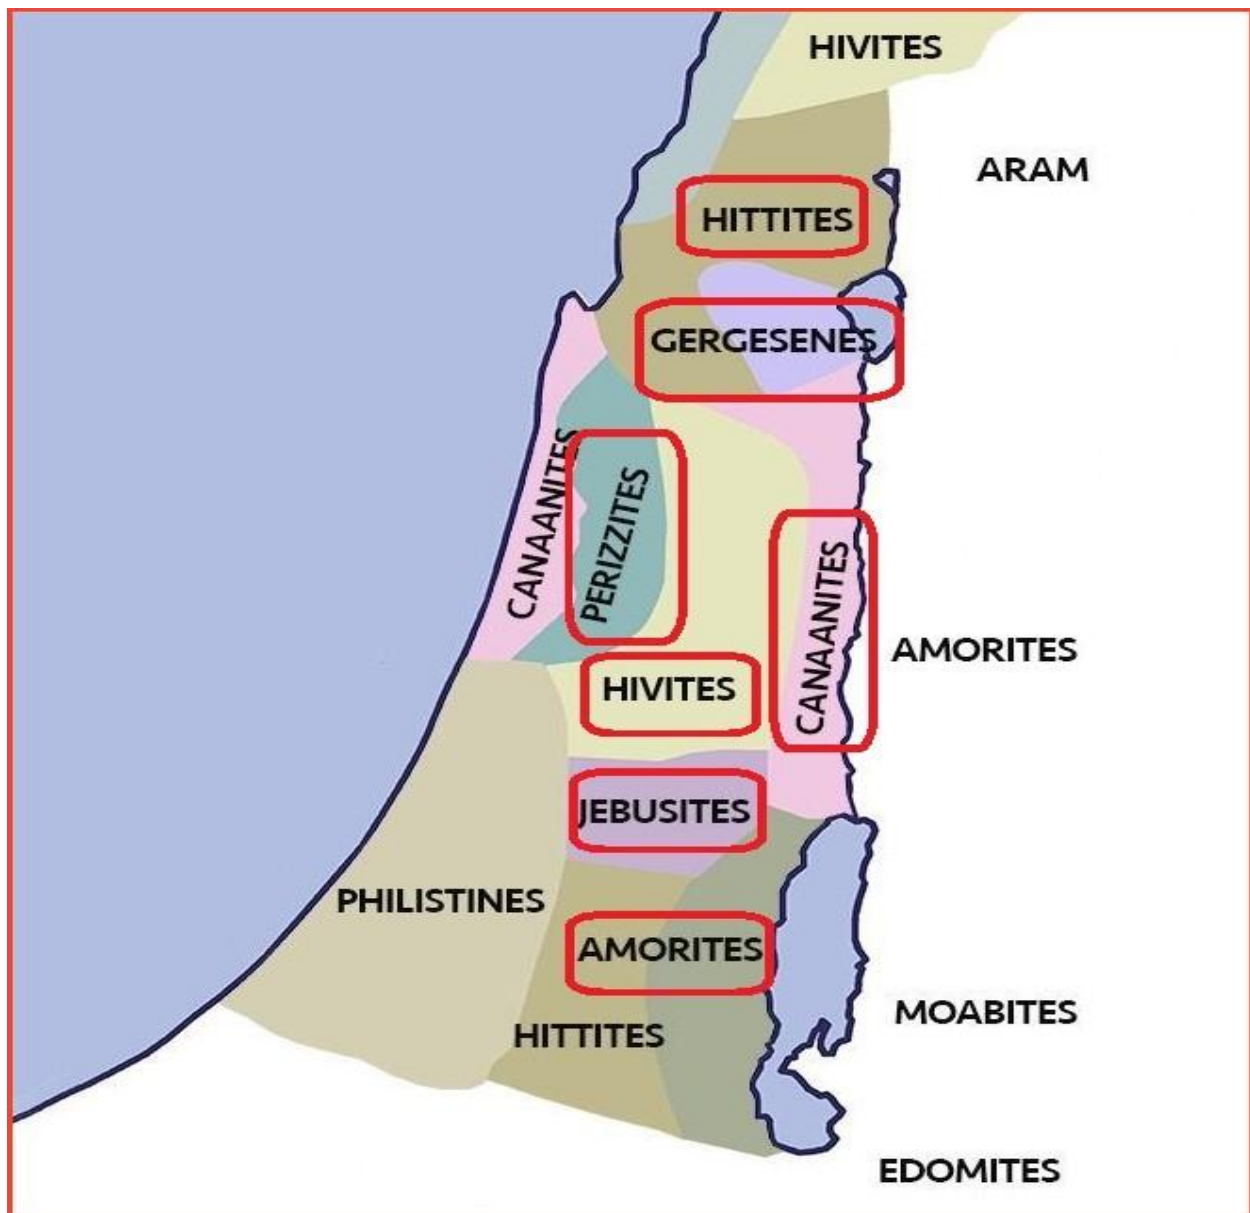 HIVITES
ARAM
HITTITES
GERGESENES
CANAANITES
PERIZZITES
CANAANITES
AMORITES
HIVITES
JEBUSITES
PHILISTINES
AMORITES
MOABITES
HITTITES
EDOMITES